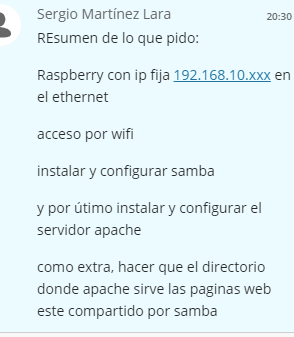 Sergio Martínez Lara 20:30
REsumen de lo que pido:
Raspberry con ip fija 192.168.10.xxx en
el ethernet
acceso por wifi
instalar y configurar samba
y por útimo instalar y configurar el
servidor apache
como extra, hacer que el directorio
donde apache sirve las paginas web
este compartido por samba